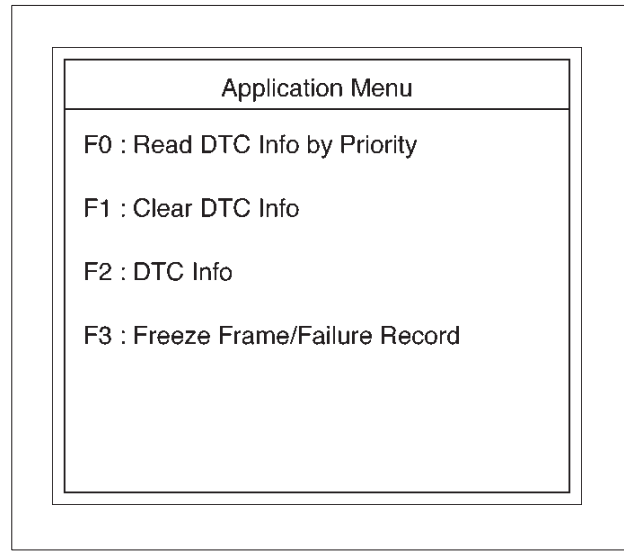 Application Menu
F0 : Read DTC Info by Priority
F1 : Clear DTC Info
F2 : DTC Info
F3 : Freeze Frame/Failure Record